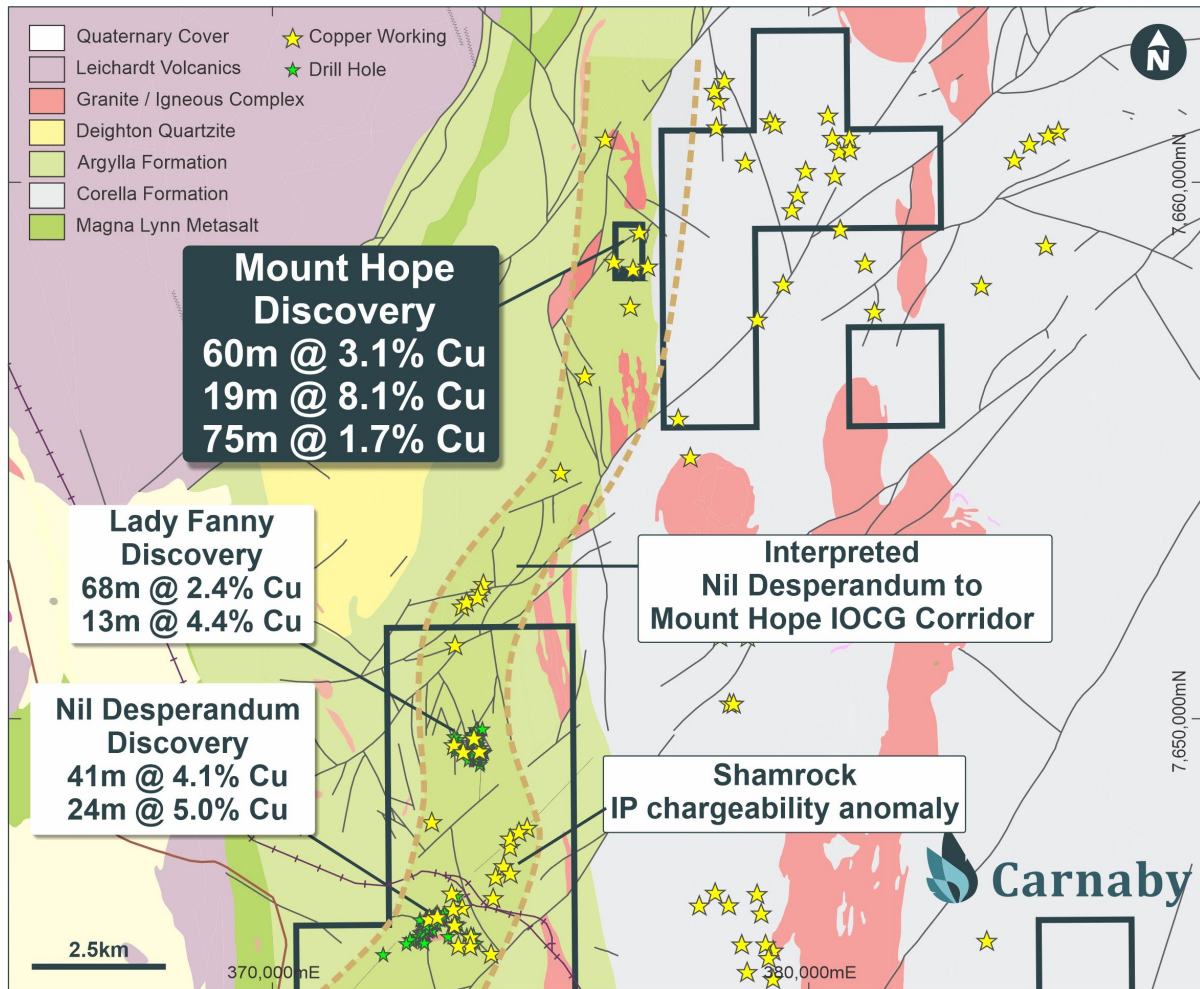 Quaternary Cover
Leichardt Volcanics
Granite / Igneous Complex
Deighton Quartzite
Argylla Formation
Corella Formation
Magna Lynn Metasalt
Copper Working
Drill Hole
N
7,660,000mN
Mount Hope
Discovery
60m @ 3.1% Cu
19m @ 8.1% Cu
75m @ 1.7% Cu
Lady Fanny
Discovery
68m @ 2.4% Cu
13m @ 4.4% Cu
Interpreted
Nil Desperandum to
Mount Hope IOCG Corridor
Nil Desperandum
Discovery
41m @ 4.1% Cu
24m @ 5.0% Cu
7,650,000mN
Shamrock
IP chargeability anomaly
Carnaby
2.5km
370,000mE
380,000mE